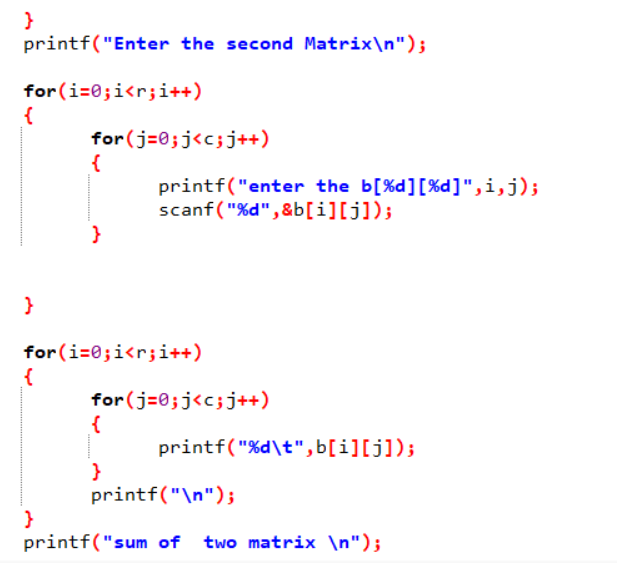 }
printf("Enter the second Matrix\n");
for(i=0;i<r;i++)
{
for(j=0;j<c;j++)
{
printf("enter the b[%d][%d]",i,j);
scanf("%d",&b[i][j]);
}
}
for(i=0;i<r;i++)
{
for(j=0;j<c;j++)
{
printf("%d\t",b[i][j]);
}
printf("\n");
}
printf("sum of  two matrix \n");